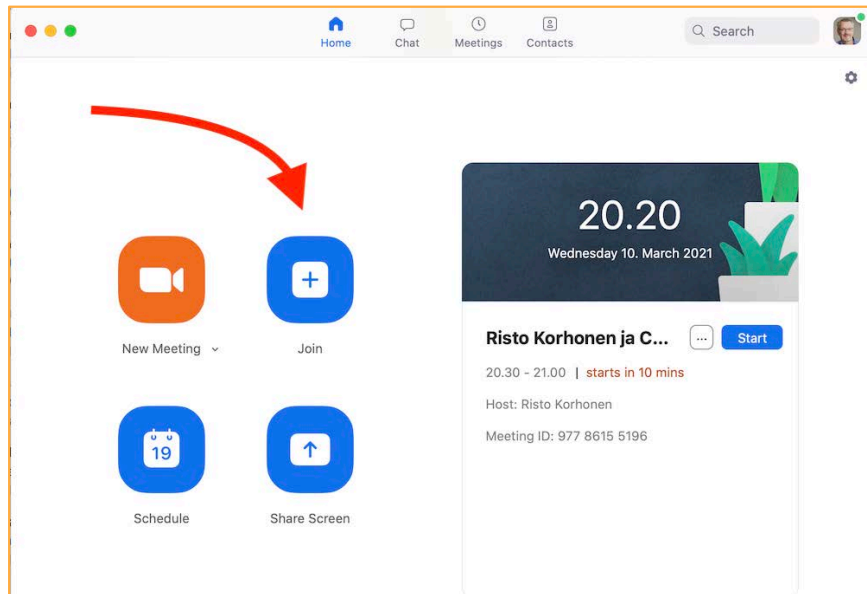 Home
Chat
Meetings
Contacts
Search
20.20
Wednesday 10. March 2021
New Meeting
Join
Risto Korhonen ja C...
...
Start
20.30 - 21.00 | starts in 10 mins
Host: Risto Korhonen
Meeting ID: 977 8615 5196
19
Schedule
Share Screen